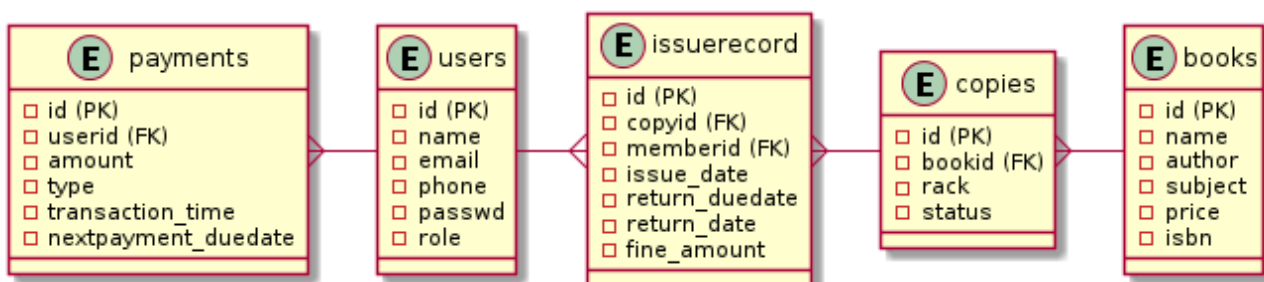 E payments
id (PK)
userid (FK)
amount
type
transaction_time
nextpayment_duedate
E users
id (PK)
name
email
phone
passwd
role
E issuerecord
id (PK)
copyid (FK)
memberid (FK)
issue_date
return_duedate
return_date
fine_amount
E copies
id (PK)
bookid (FK)
rack
status
E books
id (PK)
name
author
subject
price
isbn